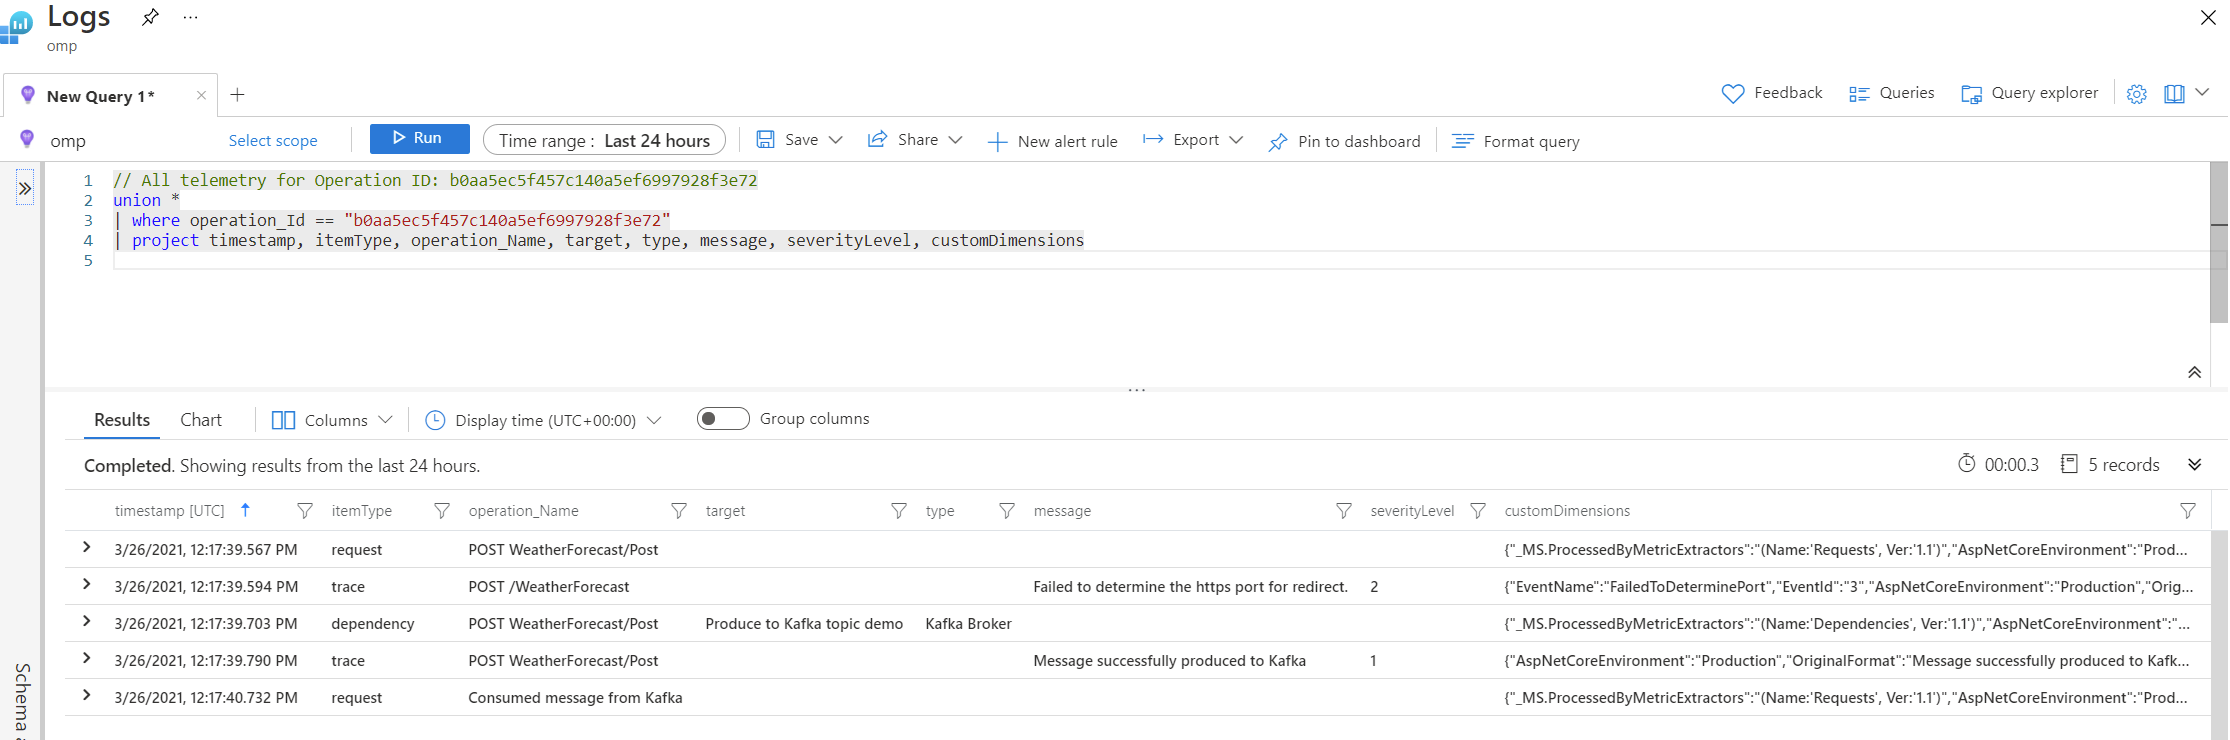 Logs
omp
New Query 1*
Feedback Queries Query explorer
omp Select scope Run Time range : Last 24 hours Save Share New alert rule Export Pin to dashboard Format query
1 // All telemetry for Operation ID: b0aa5ec5f457c140a5ef6997928f3e72
2 union *
3 | where operation_Id == "b0aa5ec5f457c140a5ef6997928f3e72"
4 | project timestamp, itemType, operation_Name, target, type, message, severityLevel, customDimensions
5
Results Chart Columns Display time (UTC+00:00) Group columns
Completed. Showing results from the last 24 hours. 00:00.3 5 records
timestamp [UTC] itemType operation_Name target type message severityLevel customDimensions
3/26/2021, 12:17:39.567 PM request POST WeatherForecast/Post {"_MS.ProcessedByMetricExtractors":"(Name:'Requests', Ver:'1.1')","AspNetCoreEnvironment":"Prod...
3/26/2021, 12:17:39.594 PM trace POST /WeatherForecast Failed to determine the https port for redirect. 2 {"EventName":"FailedToDeterminePort","EventId":"3","AspNetCoreEnvironment":"Production","Orig...
3/26/2021, 12:17:39.703 PM dependency POST WeatherForecast/Post Produce to Kafka topic demo Kafka Broker {"_MS.ProcessedByMetricExtractors":"(Name:'Dependencies', Ver:'1.1')","AspNetCoreEnvironment":"...
3/26/2021, 12:17:39.790 PM trace POST WeatherForecast/Post Message successfully produced to Kafka 1 {"AspNetCoreEnvironment":"Production","OriginalFormat":"Message successfully produced to Kafk...
3/26/2021, 12:17:40.732 PM request Consumed message from Kafka {"_MS.ProcessedByMetricExtractors":"(Name:'Requests', Ver:'1.1')","AspNetCoreEnvironment":"Prod...
Schema